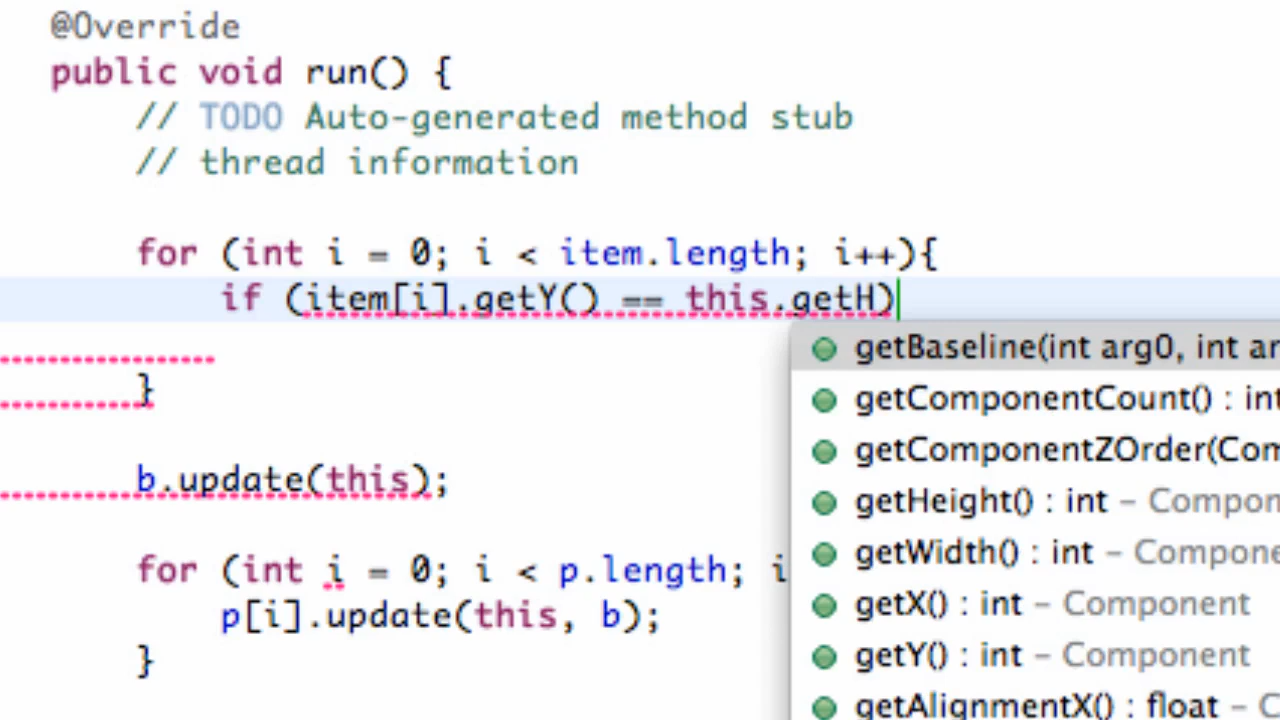 @Override
public void run() {
// TODO Auto-generated method stub
// thread information
for (int i = 0; i < item.length; i++){
if (item[i].getY() == this.getH)
}
b.update(this);
for (int i = 0; i < p.length; i
p[i].update(this, b);
}
getBaseline(int arg0, int ar
getComponentCount() : int
getComponentZOrder(Com
getHeight() : int – Compon
getWidth() : int – Compone
getX() : int – Component
getY() : int – Component
getAlignmentX() : float – C